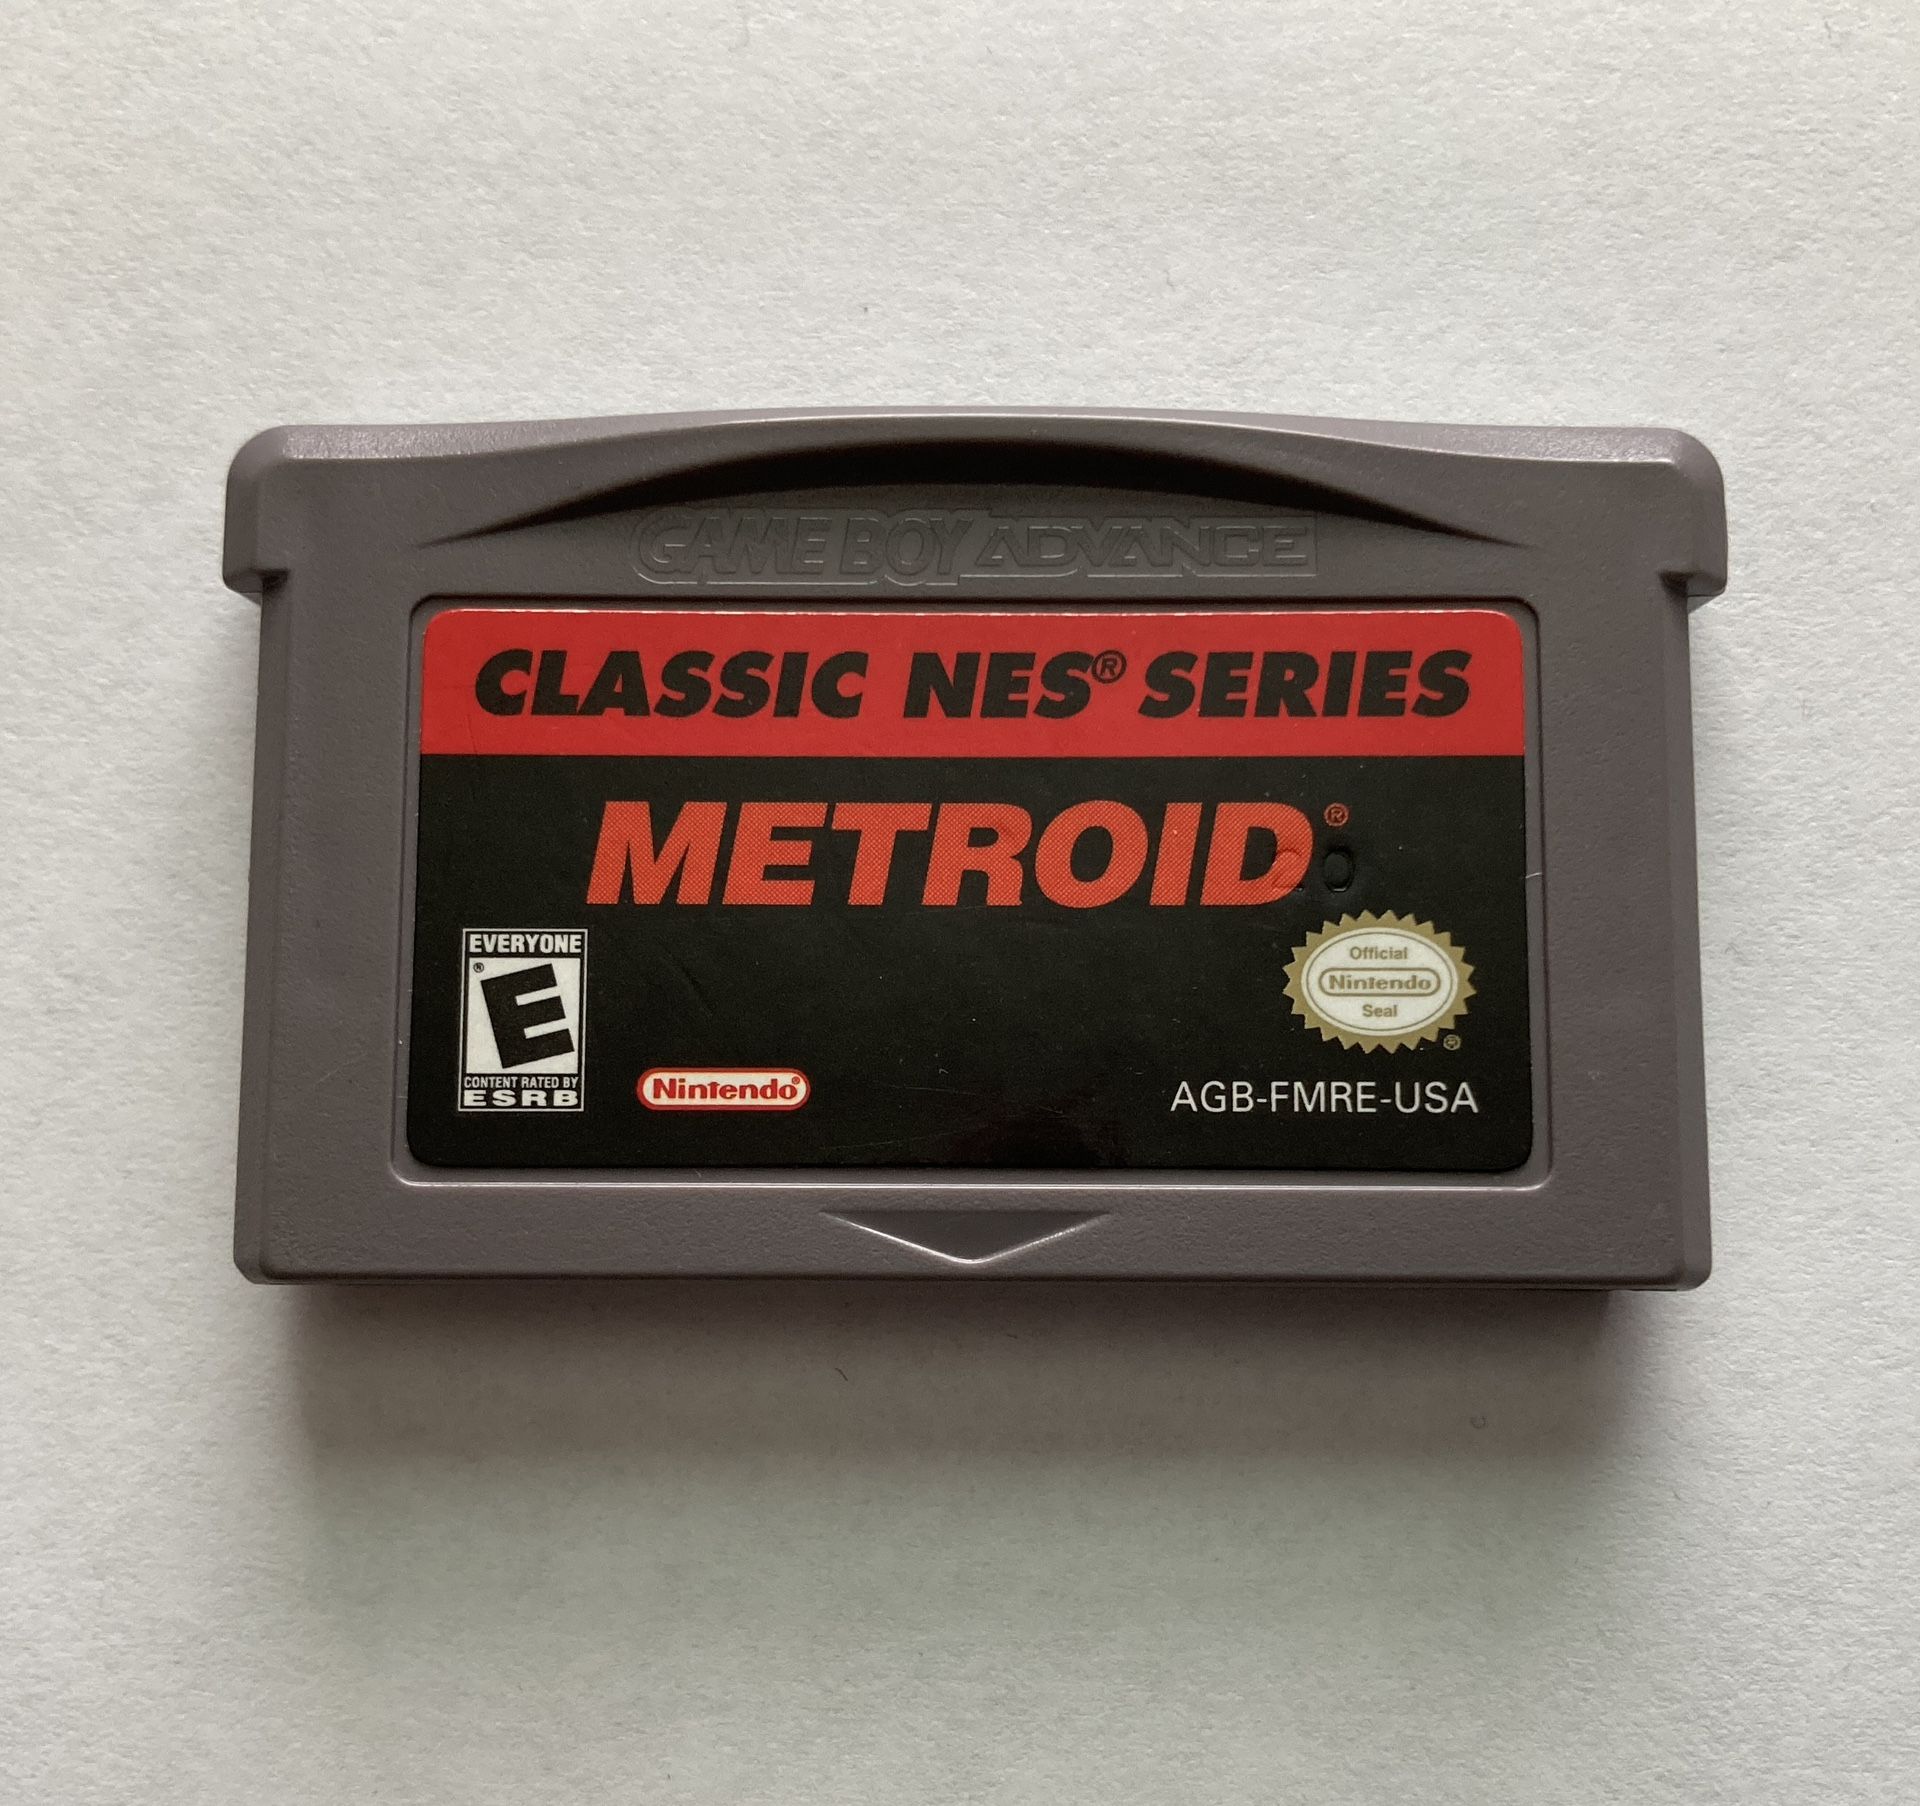 GAME BOY ADVANCE
CLASSIC NES® SERIES
METROID®
20
EVERYONE
E®
CONTENT RATED BY
ESRB
Nintendo®
Official
Nintendo
Seal
®
AGB-FMRE-USA